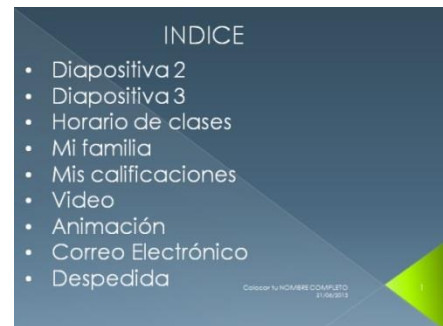 INDICE
• Diapositiva 2
• Diapositiva 3
• Horario de clases
• Mi familia
• Mis calificaciones
• Video
• Animación
• Correo Electrónico
• Despedida
Colocar tu NOMBRE COMPLETO
21/06/2013
1